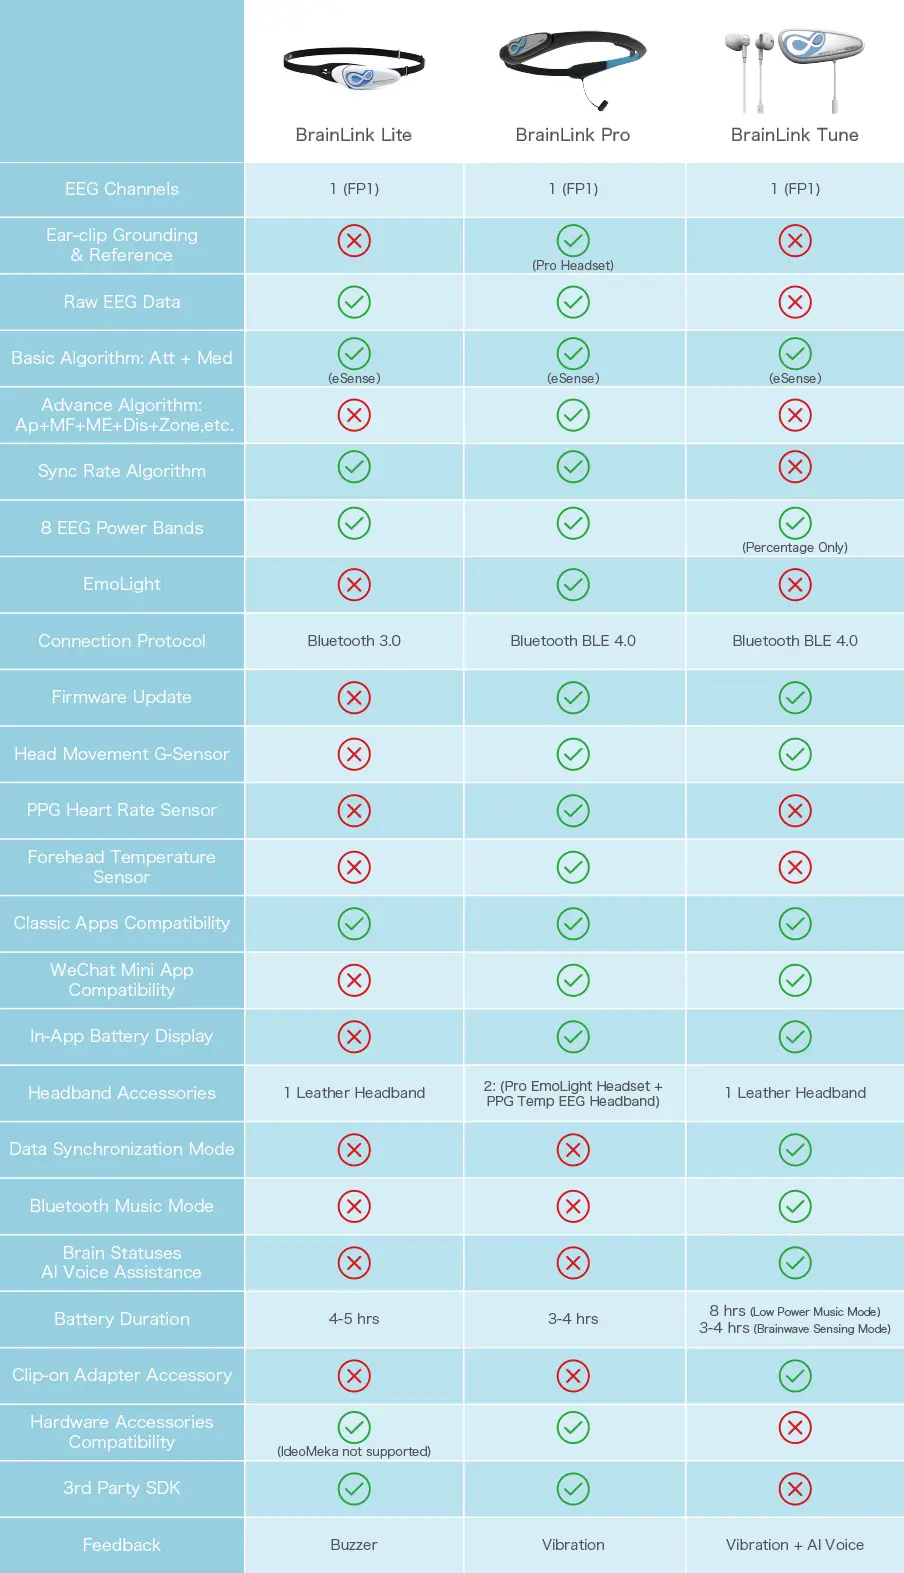 BrainLink Lite
BrainLink Pro
BrainLink Tune
EEG Channels
1 (FP1)
1 (FP1)
1 (FP1)
Ear-clip Grounding
& Reference
(Pro Headset)
Raw EEG Data
Basic Algorithm: Att + Med
(eSense)
(eSense)
(eSense)
Advance Algorithm:
Ap+MF+ME+Dis+Zone,etc.
Sync Rate Algorithm
8 EEG Power Bands
(Percentage Only)
EmoLight
Connection Protocol
Bluetooth 3.0
Bluetooth BLE 4.0
Bluetooth BLE 4.0
Firmware Update
Head Movement G-Sensor
PPG Heart Rate Sensor
Forehead Temperature
Sensor
Classic Apps Compatibility
WeChat Mini App
Compatibility
In-App Battery Display
Headband Accessories
1 Leather Headband
2: (Pro EmoLight Headset +
PPG Temp EEG Headband)
1 Leather Headband
Data Synchronization Mode
Bluetooth Music Mode
Brain Statuses
AI Voice Assistance
Battery Duration
4-5 hrs
3-4 hrs
8 hrs (Low Power Music Mode)
3-4 hrs (Brainwave Sensing Mode)
Clip-on Adapter Accessory
Hardware Accessories
Compatibility
(IdeoMeka not supported)
3rd Party SDK
Feedback
Buzzer
Vibration
Vibration + AI Voice